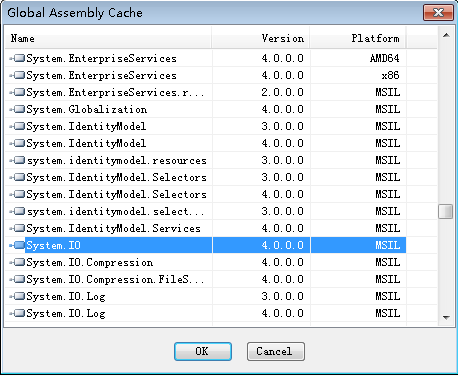 Global Assembly Cache
Name Version Platform
System.EnterpriseServices 4.0.0.0 AMD64
System.EnterpriseServices 4.0.0.0 x86
System.EnterpriseServices.r... 2.0.0.0 MSIL
System.Globalization 4.0.0.0 MSIL
System.IdentityModel 3.0.0.0 MSIL
System.IdentityModel 4.0.0.0 MSIL
system.identitymodel.resources 3.0.0.0 MSIL
System.IdentityModel.Selectors 3.0.0.0 MSIL
System.IdentityModel.Selectors 4.0.0.0 MSIL
system.identitymodel.select... 3.0.0.0 MSIL
System.IdentityModel.Services 4.0.0.0 MSIL
System.IO 4.0.0.0 MSIL
System.IO.Compression 4.0.0.0 MSIL
System.IO.Compression.FileS... 4.0.0.0 MSIL
System.IO.Log 3.0.0.0 MSIL
System.IO.Log 4.0.0.0 MSIL
OK Cancel